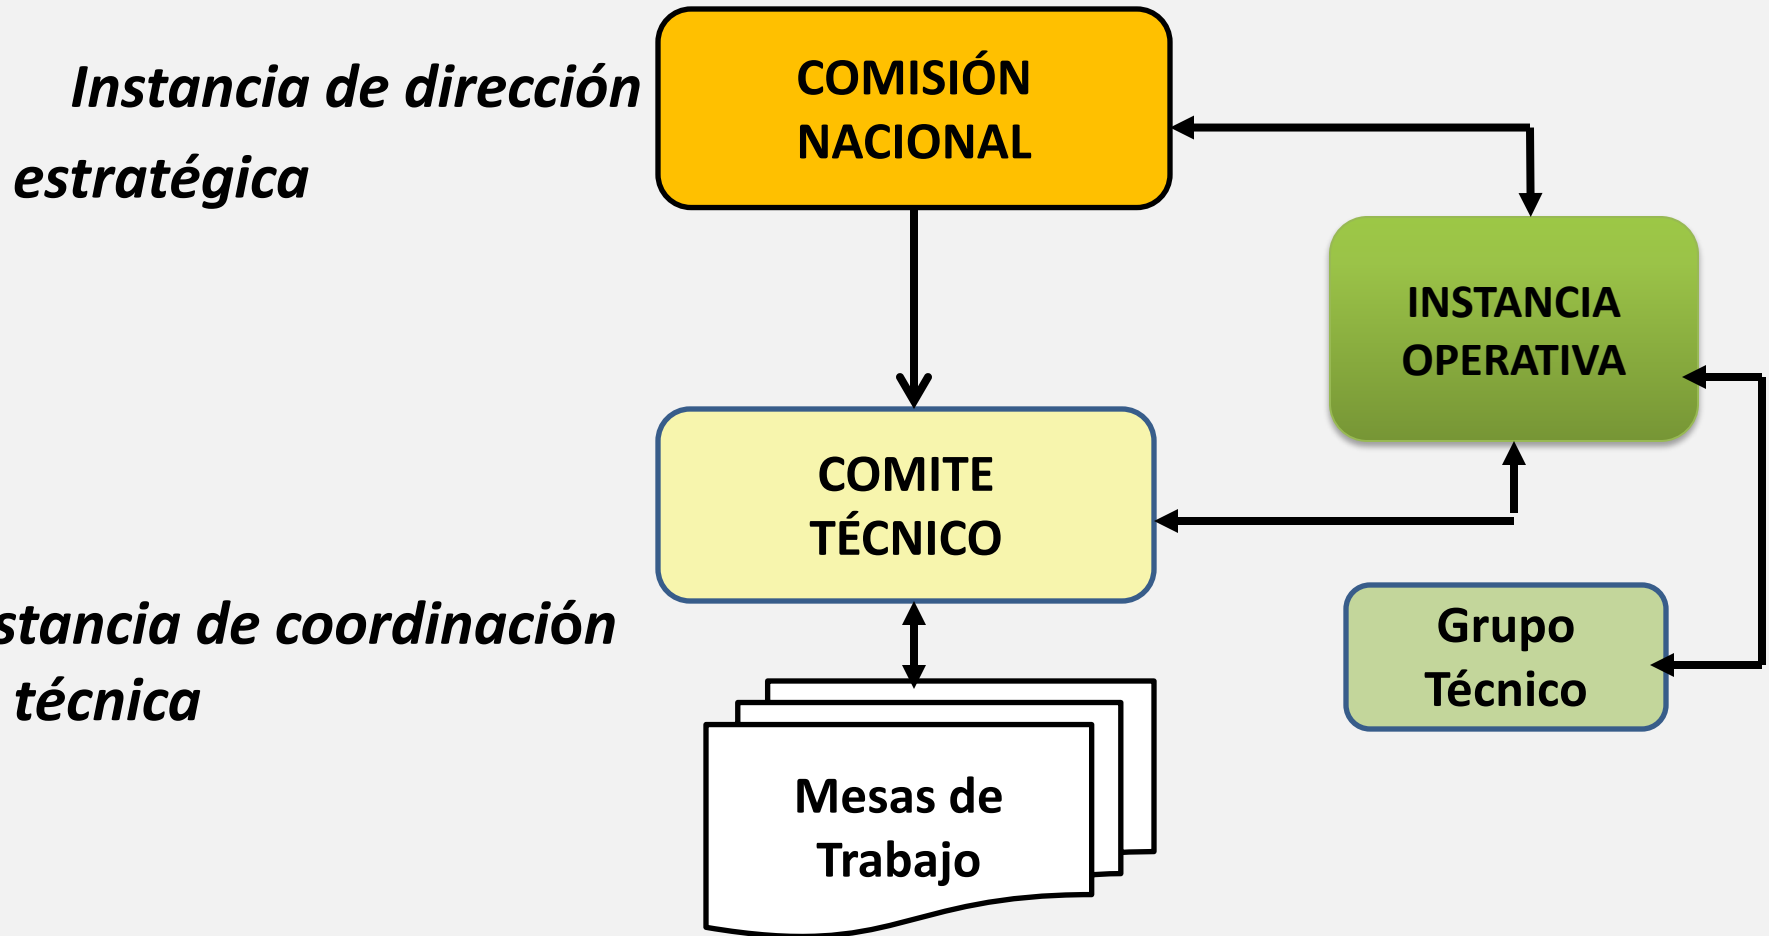 Instancia de dirección
estratégica
COMISIÓN
NACIONAL
INSTANCIA
OPERATIVA
COMITE
TÉCNICO
stancia de coordinación
técnica
Grupo
Técnico
Mesas de
Trabajo